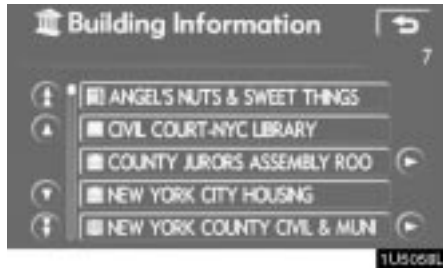 Building Information
7
ANGEL'S NUTS & SWEET THINGS
CIVIL COURT-NYC LIBRARY
COUNTY JURORS ASSEMBLY ROO
NEW YORK CITY HOUSING
NEW YORK COUNTY CIVIL & MUNI
1U5058L